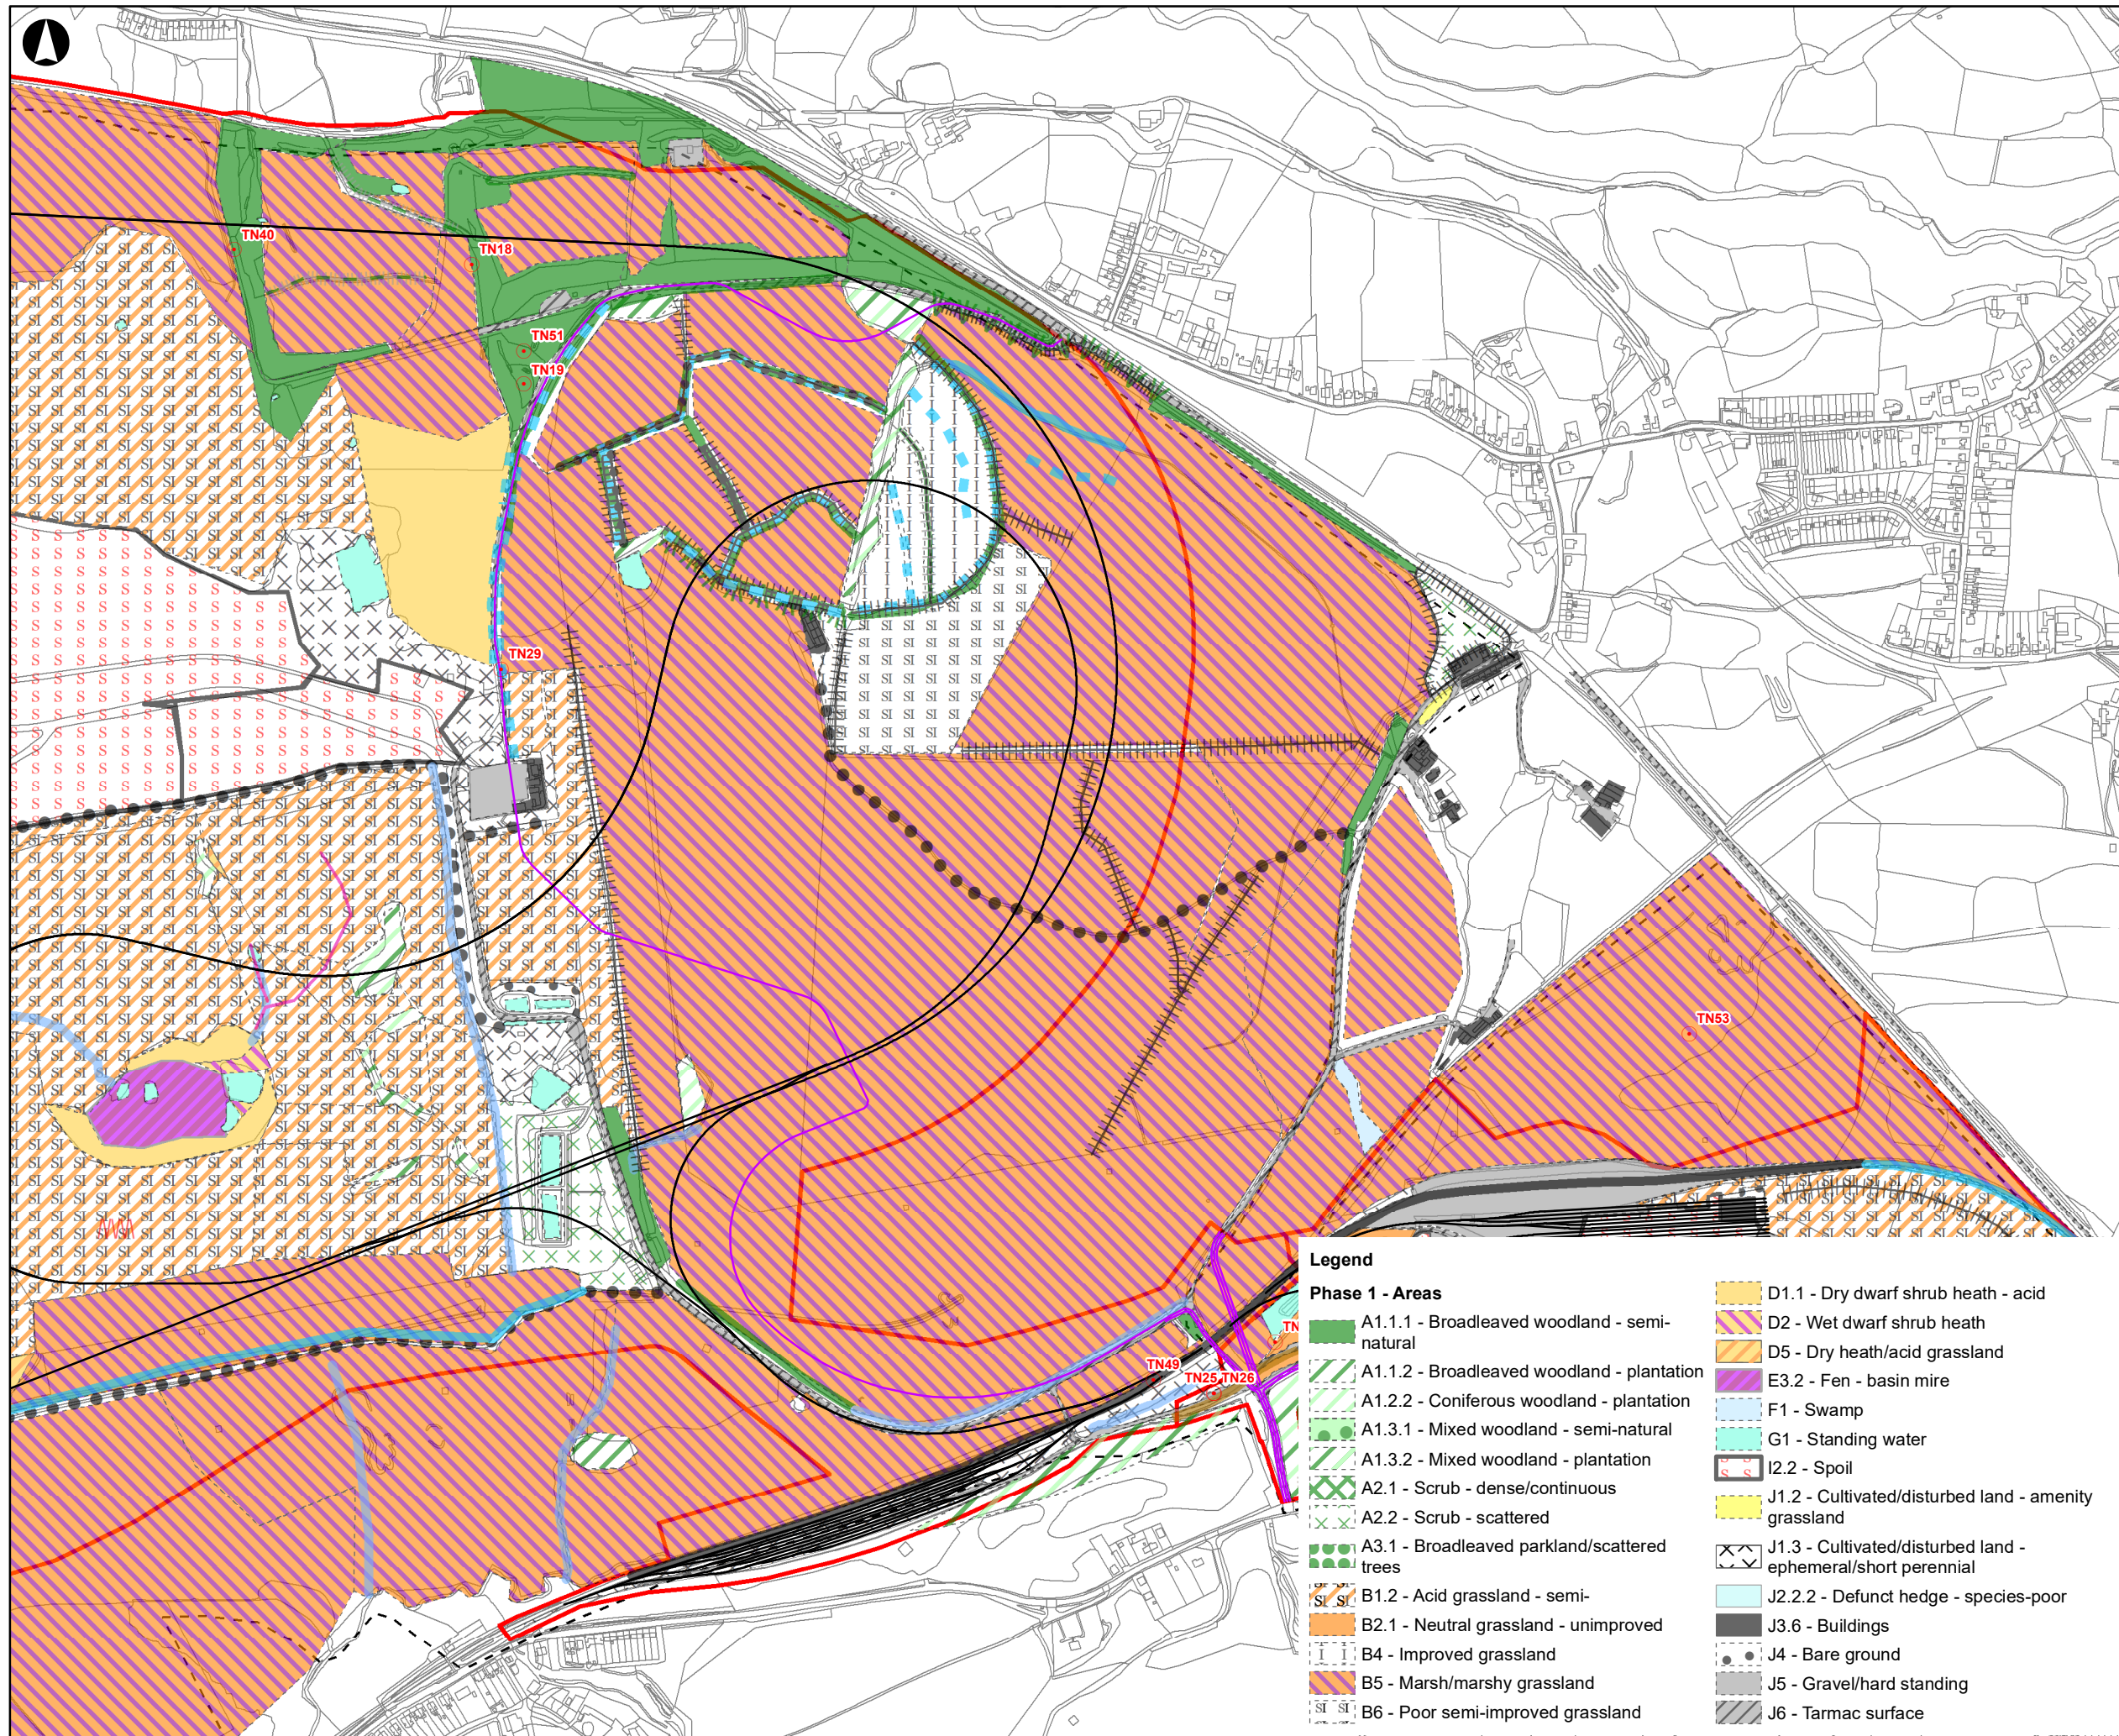 TN40
TN18
TN51
TN19
TN29
TN53
TN49
TN25 TN26
TN
Legend
Phase 1 - Areas
A1.1.1 - Broadleaved woodland - semi-
natural
A1.1.2 - Broadleaved woodland - plantation
A1.2.2 - Coniferous woodland - plantation
A1.3.1 - Mixed woodland - semi-natural
A1.3.2 - Mixed woodland - plantation
A2.1 - Scrub - dense/continuous
A2.2 - Scrub - scattered
A3.1 - Broadleaved parkland/scattered
trees
B1.2 - Acid grassland - semi-
B2.1 - Neutral grassland - unimproved
B4 - Improved grassland
B5 - Marsh/marshy grassland
B6 - Poor semi-improved grassland
D1.1 - Dry dwarf shrub heath - acid
D2 - Wet dwarf shrub heath
D5 - Dry heath/acid grassland
E3.2 - Fen - basin mire
F1 - Swamp
G1 - Standing water
I2.2 - Spoil
J1.2 - Cultivated/disturbed land - amenity
grassland
J1.3 - Cultivated/disturbed land -
ephemeral/short perennial
J2.2.2 - Defunct hedge - species-poor
J3.6 - Buildings
J4 - Bare ground
J5 - Gravel/hard standing
J6 - Tarmac surface